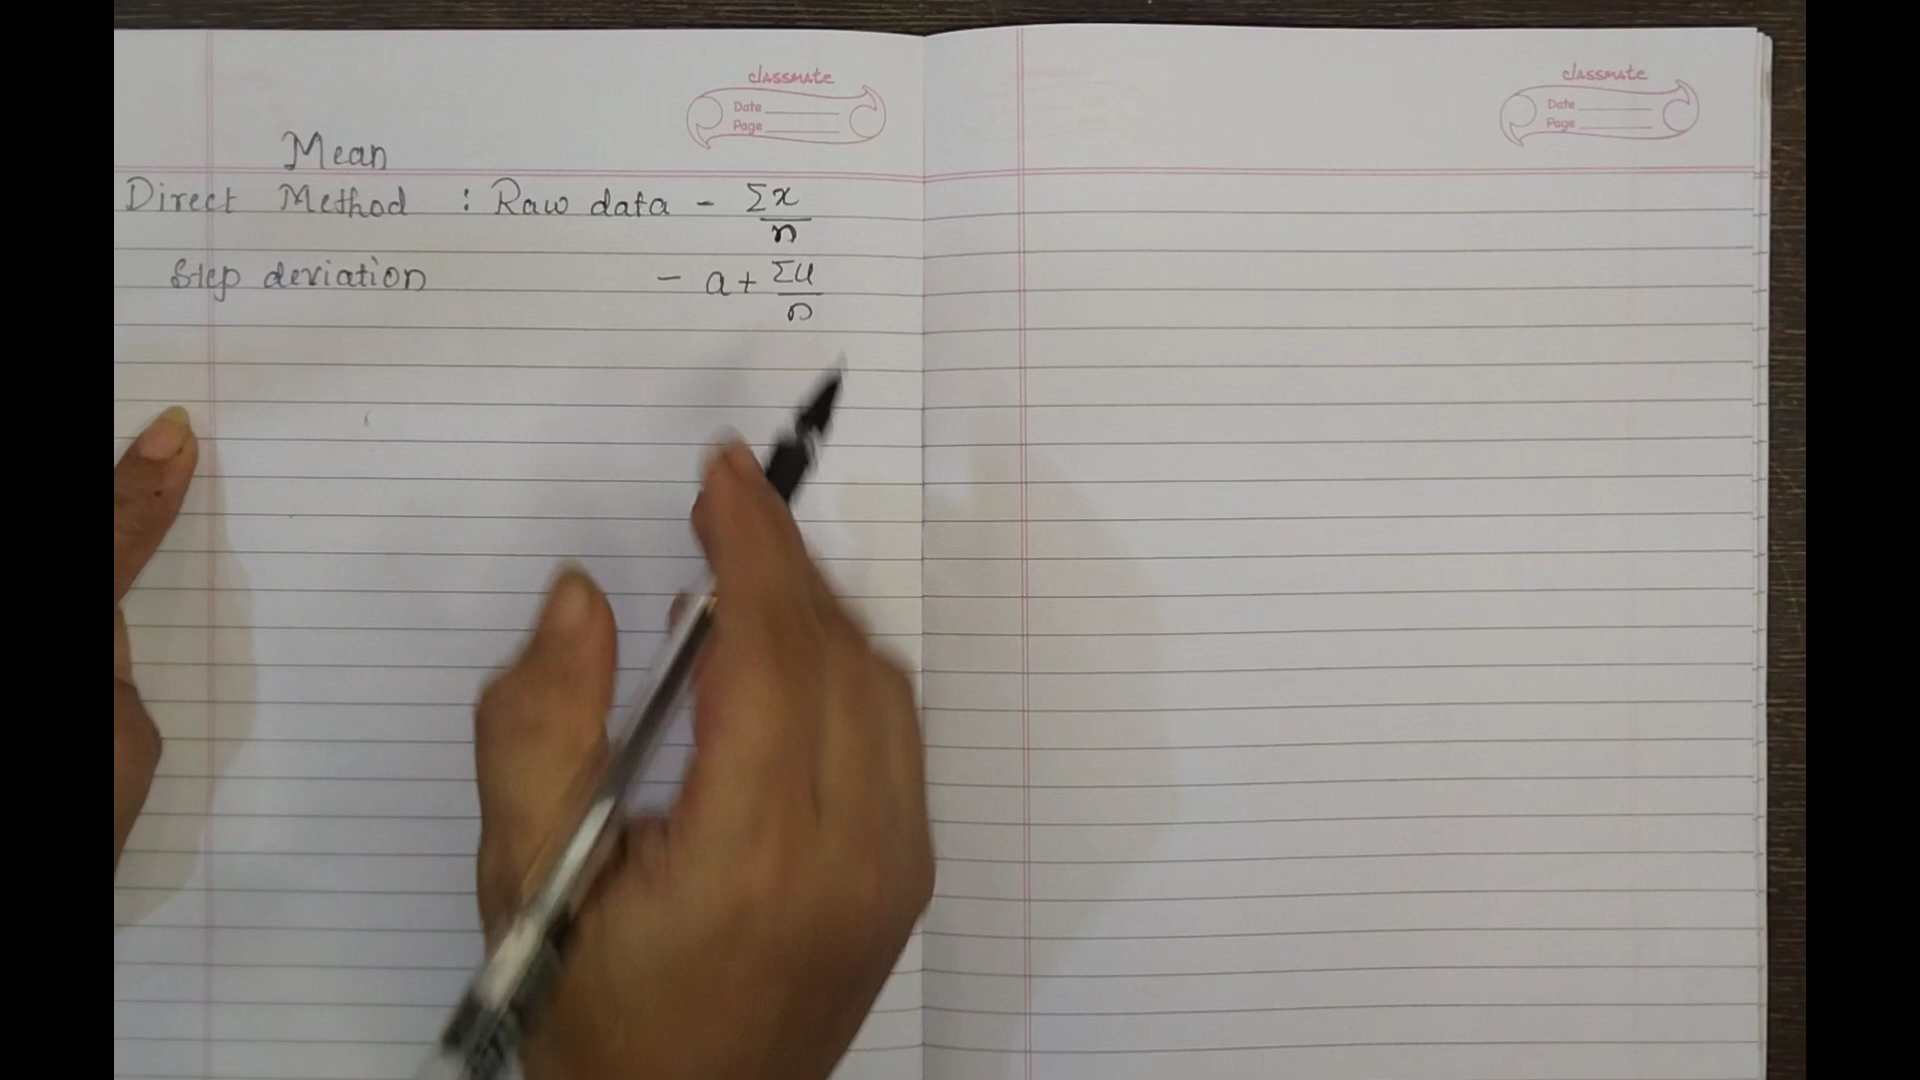 classmate
Date
Page
Mean
Direct Method : Raw data - Σx/n
Step deviation - a + Σu/n
classmate
Date
Page